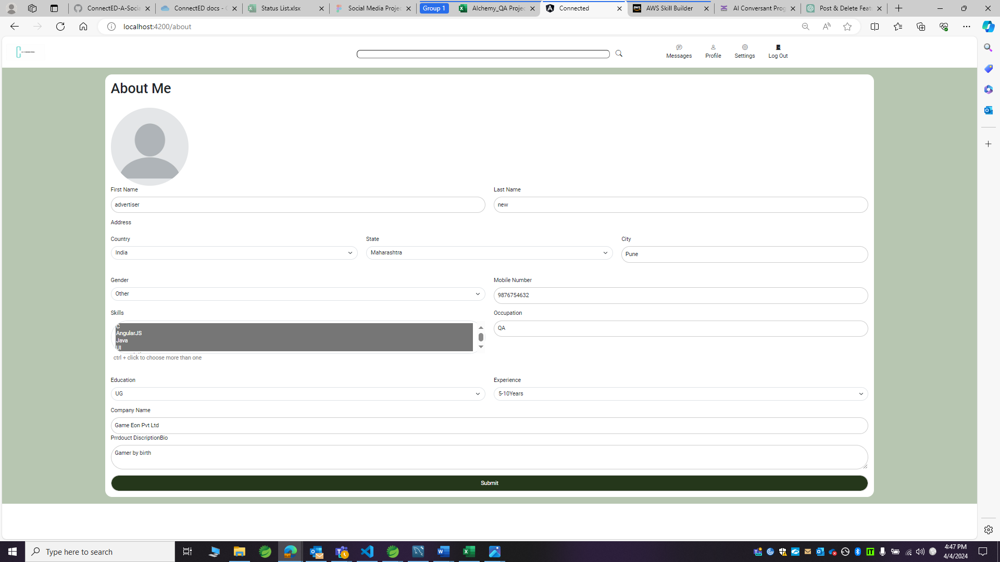 ConnectED-A-Socia
ConnectED docs - 
Status List.xlsx
Social Media Projec
Group 1
Alchemy_QA Projec
Connected
AWS Skill Builder
AI Conversant Prog
Post & Delete Feat
localhost:4200/about
Messages
Profile
Settings
Log Out
About Me
First Name
Last Name
advertiser
new
Address
Country
State
City
India
Maharashtra
Pune
Gender
Mobile Number
Other
9876754632
Skills
Occupation
C
AngularJS
Java
UI
QA
ctrl + click to choose more than one
Education
Experience
UG
5-10Years
Company Name
Game Eon Pvt Ltd
Prrdouct DiscriptionBio
Gamer by birth
Submit
Type here to search
4:47 PM
4/4/2024